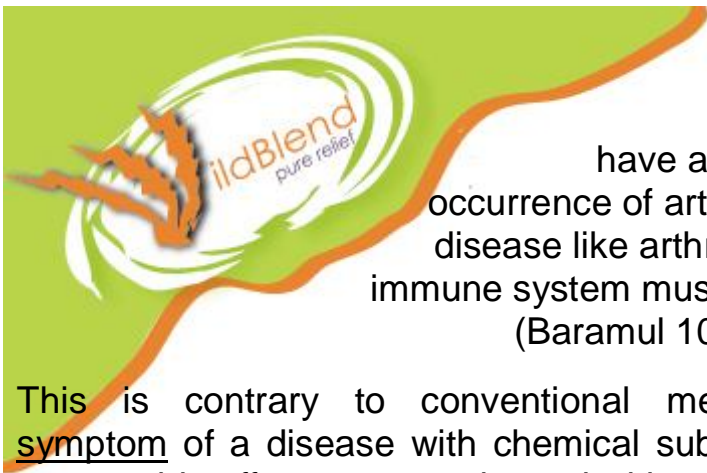 ildBlend
pure relief
have a
occurrence of art
disease like arthr
immune system mus
(Baramul 10
This is contrary to conventional me
symptom of a disease with chemical sub